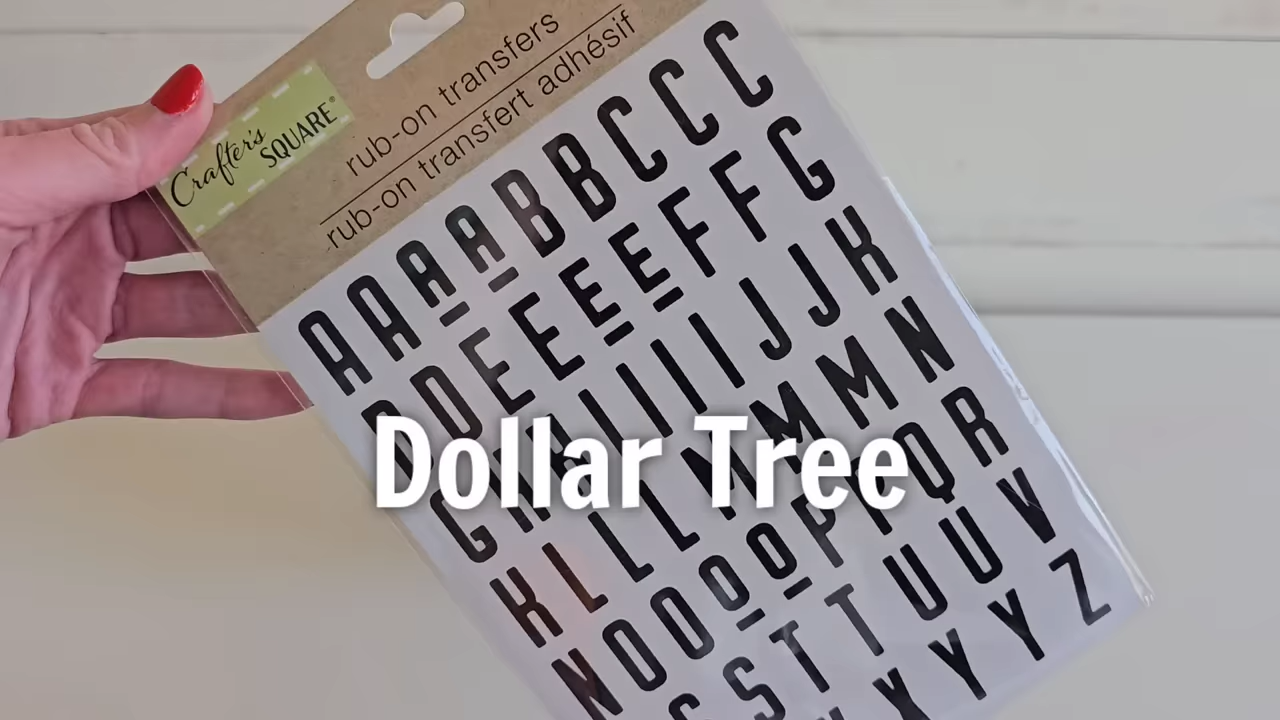 Crafter's
SQUARE®
rub-on transfers
rub-on transfert adhésif
A A A A B B C C C
D D E E E E F F G
G H H I I I I J J K
K L L L M M M N
N O O O O P P Q R
S S T T U U V
X Y Y Z
Dollar Tree